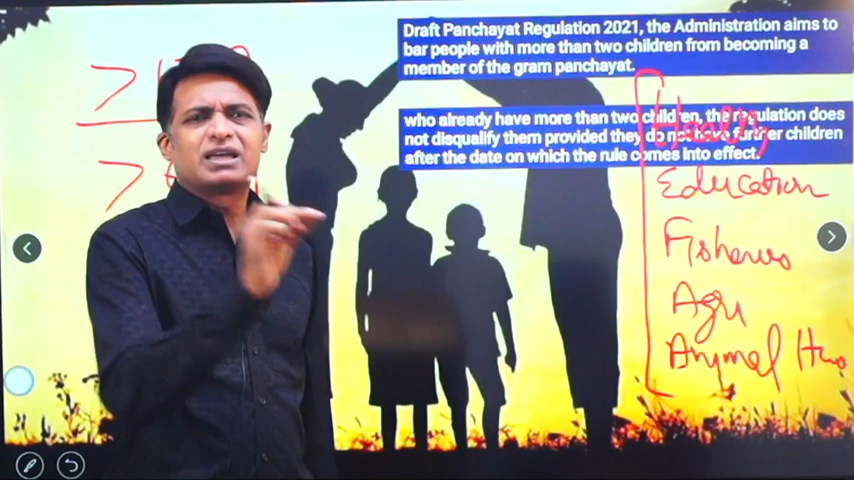 Draft Panchayat Regulation 2021, the Administration aims to
bar people with more than two children from becoming a
member of the gram panchayat.
who already have more than two children, the regulation does
not disqualify them provided they do not have further children
after the date on which the rule comes into effect.
Education
Agri
Animal